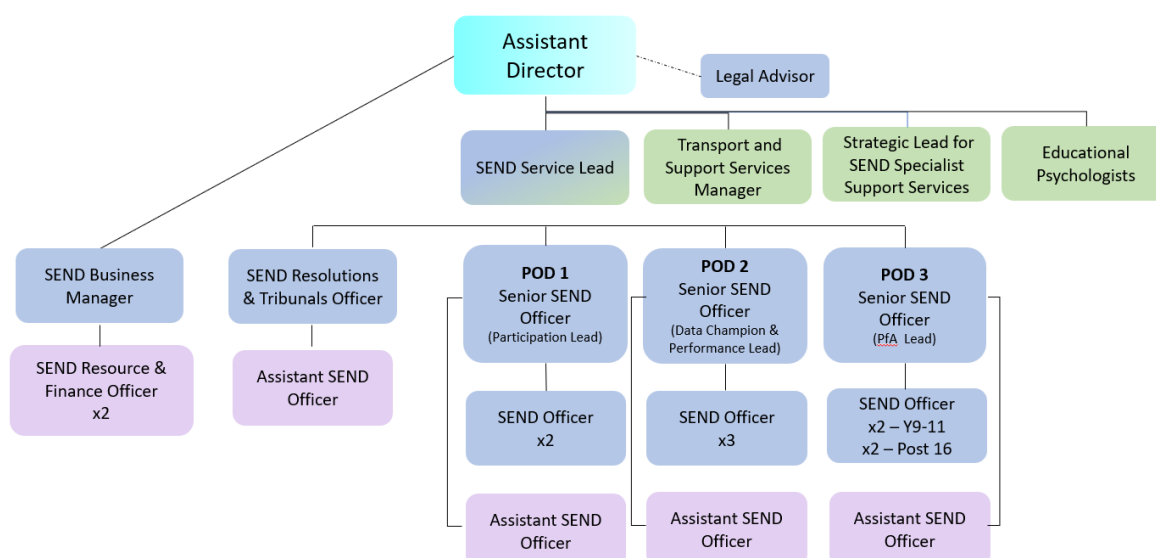 Assistant
Director
Legal Advisor
SEND Service Lead
Transport and
Support Services
Manager
Strategic Lead for
SEND Specialist
Support Services
Educational
Psychologists
SEND Business
Manager
SEND Resolutions
& Tribunals Officer
POD 1
Senior SEND
Officer
(Participation Lead)
POD 2
Senior SEND
Officer
(Data Champion &
Performance Lead)
POD 3
Senior SEND
Officer
(PfA Lead)
SEND Resource &
Finance Officer
x2
Assistant SEND
Officer
SEND Officer
x2
SEND Officer
x3
SEND Officer
x2 – Y9-11
x2 – Post 16
Assistant SEND
Officer
Assistant SEND
Officer
Assistant SEND
Officer